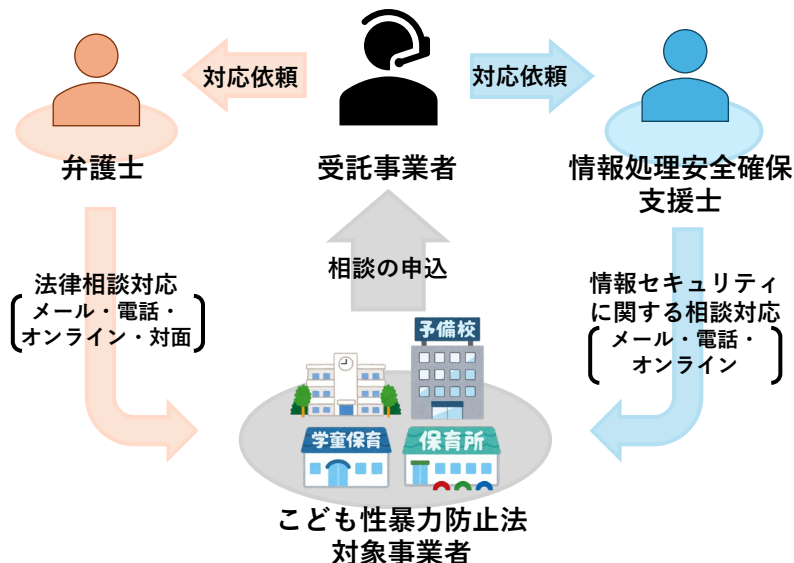 対応依頼
対応依頼
弁護士
受託事業者
情報処理安全確保
支援士
相談の申込
法律相談対応
メール・電話・
オンライン・対面
情報セキュリティ
に関する相談対応
メール・電話・
オンライン
予備校
学童保育
保育所
こども性暴力防止法
対象事業者